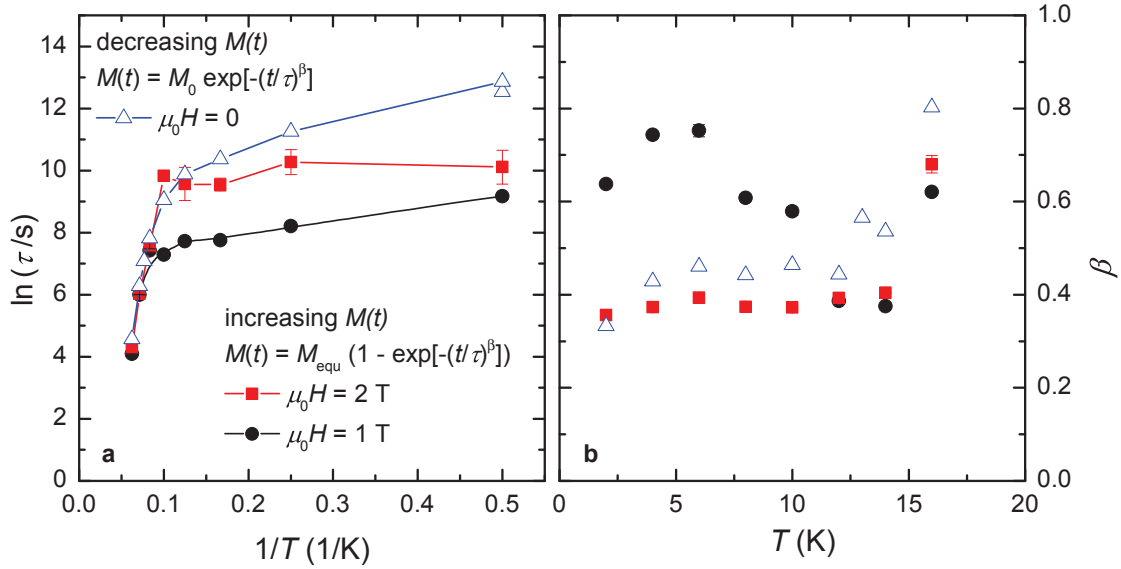 decreasing M(t)
M(t) = M₀ exp[-(t/τ)^β]
μ₀H = 0
increasing M(t)
M(t) = M_equ (1 - exp[-(t/τ)^β])
μ₀H = 2 T
μ₀H = 1 T
a
ln (τ /s)
14
12
10
8
6
4
2
0
0.0 0.1 0.2 0.3 0.4 0.5
1/T (1/K)
b
1.0
0.8
0.6
0.4
0.2
0.0
β
0 5 10 15 20
T (K)